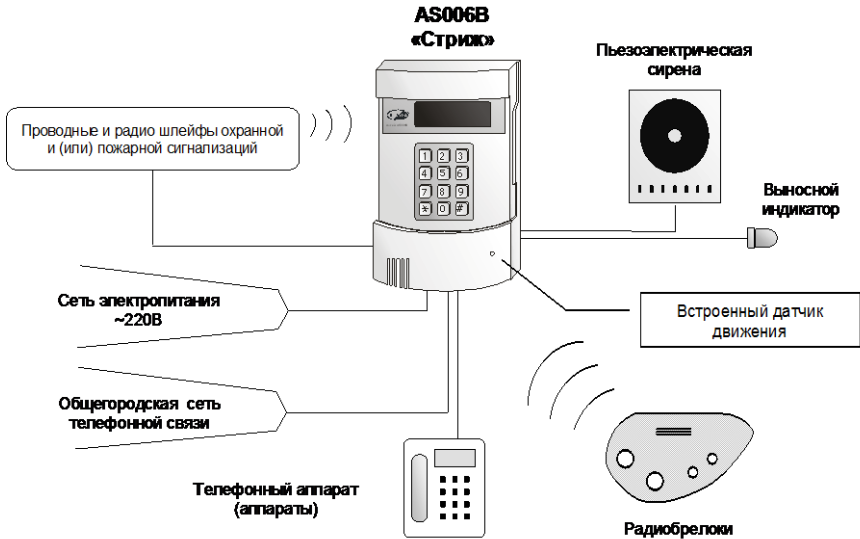 AS006В
«Стриж»
Пьезоэлектрическая
сирена
Проводные и радио шлейфы охранной
и (или) пожарной сигнализаций
1 2 3
4 5 6
7 8 9
* 0 #
Выносной
индикатор
Сеть электропитания
~220В
Встроенный датчик
движения
Общегородская сеть
телефонной связи
Телефонный аппарат
(аппараты)
Радиобрелоки